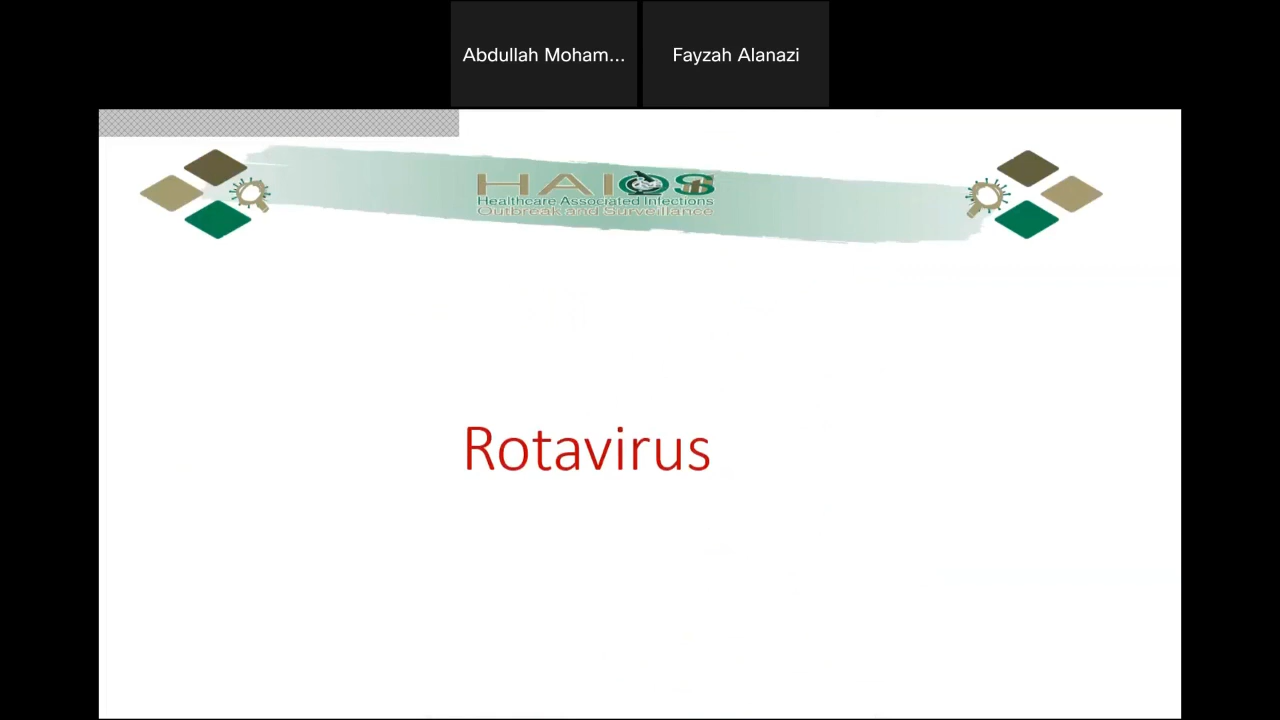 Abdullah Moham...
Fayzah Alanazi
HAIOS
Healthcare Associated Infections
Outbreak and Surveillance
Rotavirus